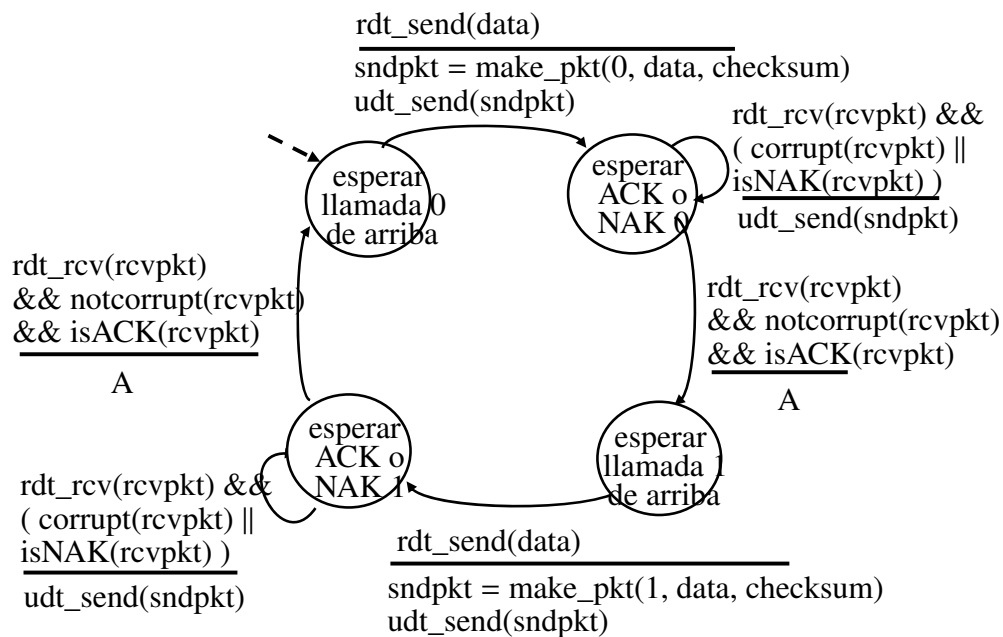 rdt_send(data)
sndpkt = make_pkt(0, data, checksum)
udt_send(sndpkt)
rdt_rcv(rcvpkt) &&
( corrupt(rcvpkt) ||
isNAK(rcvpkt) )
udt_send(sndpkt)
esperar
llamada 0
de arriba
esperar
ACK o
NAK 0
rdt_rcv(rcvpkt)
&& notcorrupt(rcvpkt)
&& isACK(rcvpkt)
A
rdt_rcv(rcvpkt)
&& notcorrupt(rcvpkt)
&& isACK(rcvpkt)
A
esperar
ACK o
NAK 1
esperar
llamada 1
de arriba
rdt_rcv(rcvpkt) &&
( corrupt(rcvpkt) ||
isNAK(rcvpkt) )
udt_send(sndpkt)
rdt_send(data)
sndpkt = make_pkt(1, data, checksum)
udt_send(sndpkt)